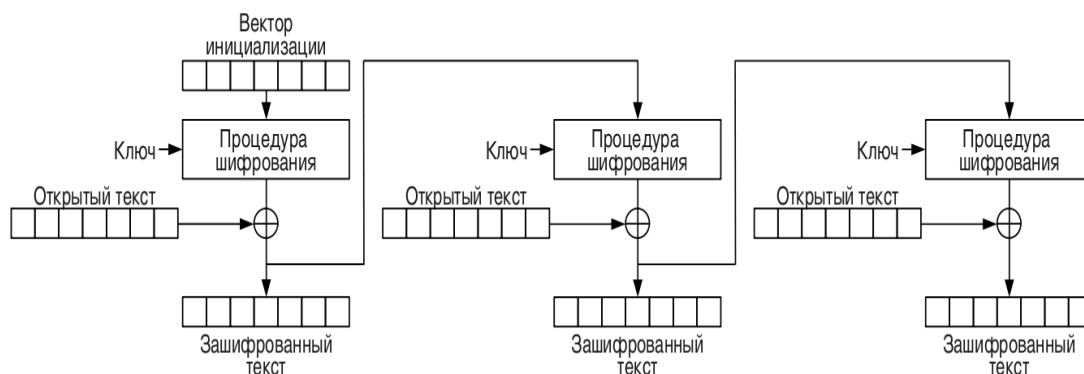 Вектор
инициализации
Ключ
Процедура
шифрования
Ключ
Процедура
шифрования
Ключ
Процедура
шифрования
Открытый текст
Открытый текст
Открытый текст
Зашифрованный
текст
Зашифрованный
текст
Зашифрованный
текст